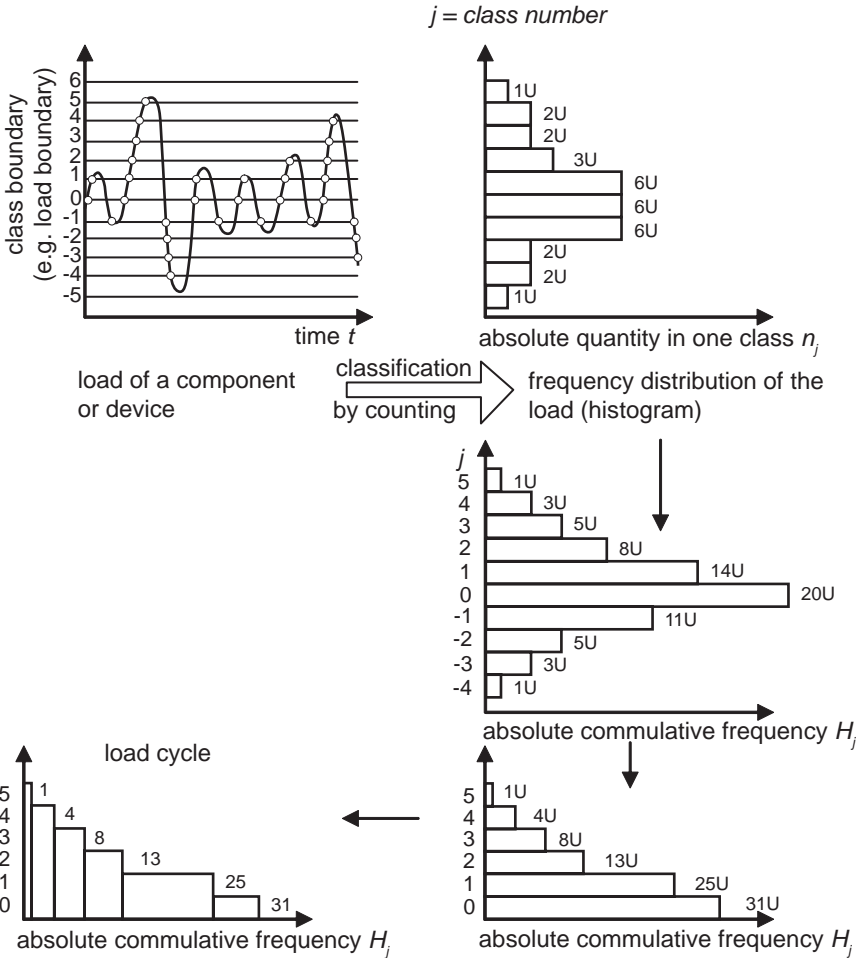 j = class number
class boundary
(e.g. load boundary)
6
5
4
3
2
1
0
-1
-2
-3
-4
-5
time t
1U
2U
2U
3U
6U
6U
6U
2U
2U
1U
absolute quantity in one class nj
load of a component
or device
classification
by counting
frequency distribution of the
load (histogram)
j
5
4
3
2
1
0
-1
-2
-3
-4
1U
3U
5U
8U
14U
20U
11U
5U
3U
1U
absolute commulative frequency Hj
load cycle
5
4
3
2
1
0
1
4
8
13
25
31
absolute commulative frequency Hj
5
4
3
2
1
0
1U
4U
8U
13U
25U
31U
absolute commulative frequency Hj